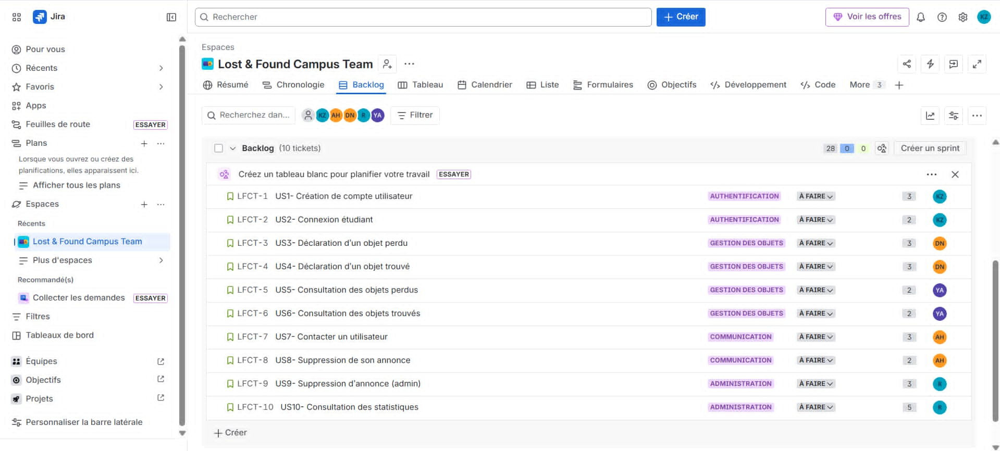 Jira
Rechercher
Créer
Voir les offres
KZ
Pour vous
Récents
Favoris
Apps
Feuilles de route ESSAYER
Plans
Lorsque vous ouvrez ou créez des
planifications, elles apparaissent ici.
Afficher tous les plans
Espaces
Récents
Lost & Found Campus Team
Plus d'espaces
Recommandé(s)
Collecter les demandes ESSAYER
Filtres
Tableaux de bord
Équipes
Objectifs
Projets
Personnaliser la barre latérale
Espaces
Lost & Found Campus Team
Résumé Chronologie Backlog Tableau Calendrier Liste Formulaires Objectifs Développement Code More 3
Recherchez dan... KZ AH DN R YA Filtrer
Backlog (10 tickets) 28 0 0 Créer un sprint
Créez un tableau blanc pour planifier votre travail ESSAYER
LFCT-1 US1- Création de compte utilisateur AUTHENTIFICATION À FAIRE 3 KZ
LFCT-2 US2- Connexion étudiant AUTHENTIFICATION À FAIRE 2 KZ
LFCT-3 US3- Déclaration d'un objet perdu GESTION DES OBJETS À FAIRE 3 DN
LFCT-4 US4- Déclaration d'un objet trouvé GESTION DES OBJETS À FAIRE 3 DN
LFCT-5 US5- Consultation des objets perdus GESTION DES OBJETS À FAIRE 2 YA
LFCT-6 US6- Consultation des objets trouvés GESTION DES OBJETS À FAIRE 2 YA
LFCT-7 US7- Contacter un utilisateur COMMUNICATION À FAIRE 3 AH
LFCT-8 US8- Suppression de son annonce COMMUNICATION À FAIRE 2 AH
LFCT-9 US9- Suppression d'annonce (admin) ADMINISTRATION À FAIRE 3 R
LFCT-10 US10- Consultation des statistiques ADMINISTRATION À FAIRE 5 R
Créer